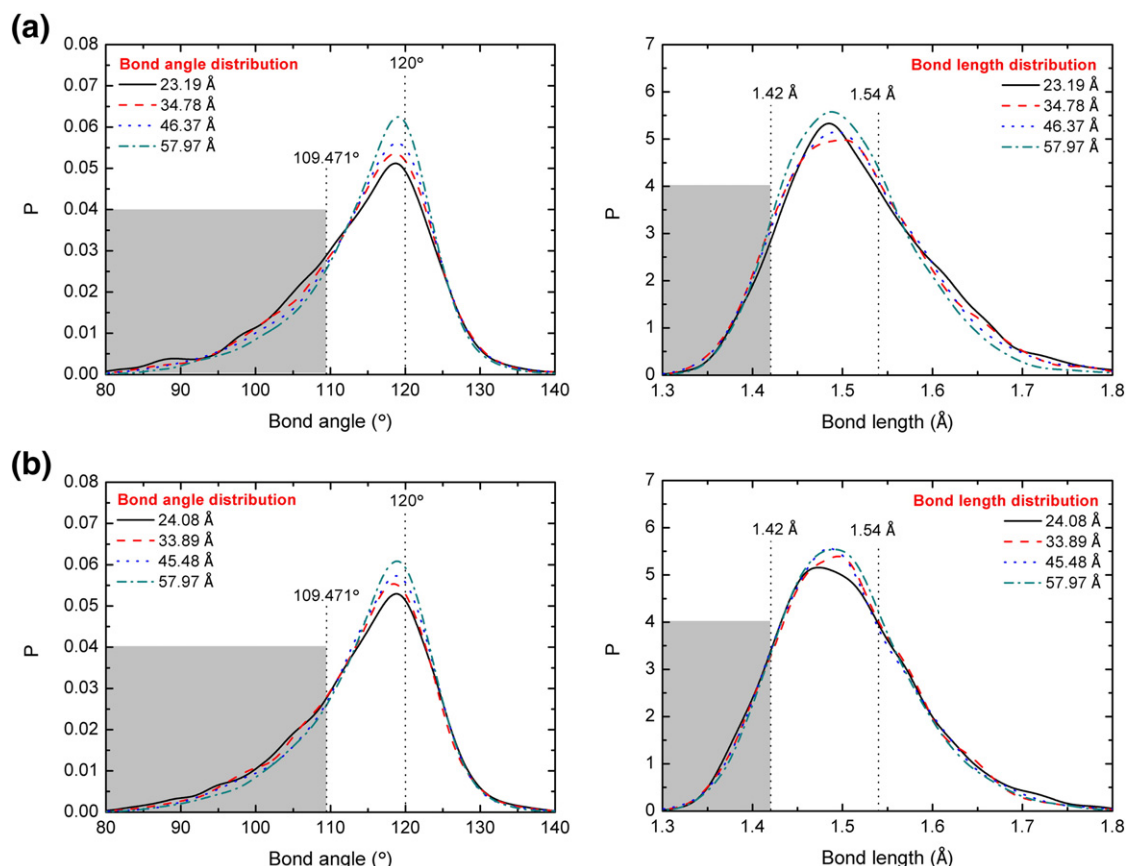 (a)
Bond angle distribution
23.19 Å
34.78 Å
46.37 Å
57.97 Å
120°
109.471°
P
0.08
0.07
0.06
0.05
0.04
0.03
0.02
0.01
0.00
80 90 100 110 120 130 140
Bond angle (°)
Bond length distribution
23.19 Å
34.78 Å
46.37 Å
57.97 Å
1.42 Å
1.54 Å
P
7
6
5
4
3
2
1
0
1.3 1.4 1.5 1.6 1.7 1.8
Bond length (Å)
(b)
Bond angle distribution
24.08 Å
33.89 Å
45.48 Å
57.97 Å
120°
109.471°
P
0.08
0.07
0.06
0.05
0.04
0.03
0.02
0.01
0.00
80 90 100 110 120 130 140
Bond angle (°)
Bond length distribution
24.08 Å
33.89 Å
45.48 Å
57.97 Å
1.42 Å
1.54 Å
P
7
6
5
4
3
2
1
0
1.3 1.4 1.5 1.6 1.7 1.8
Bond length (Å)